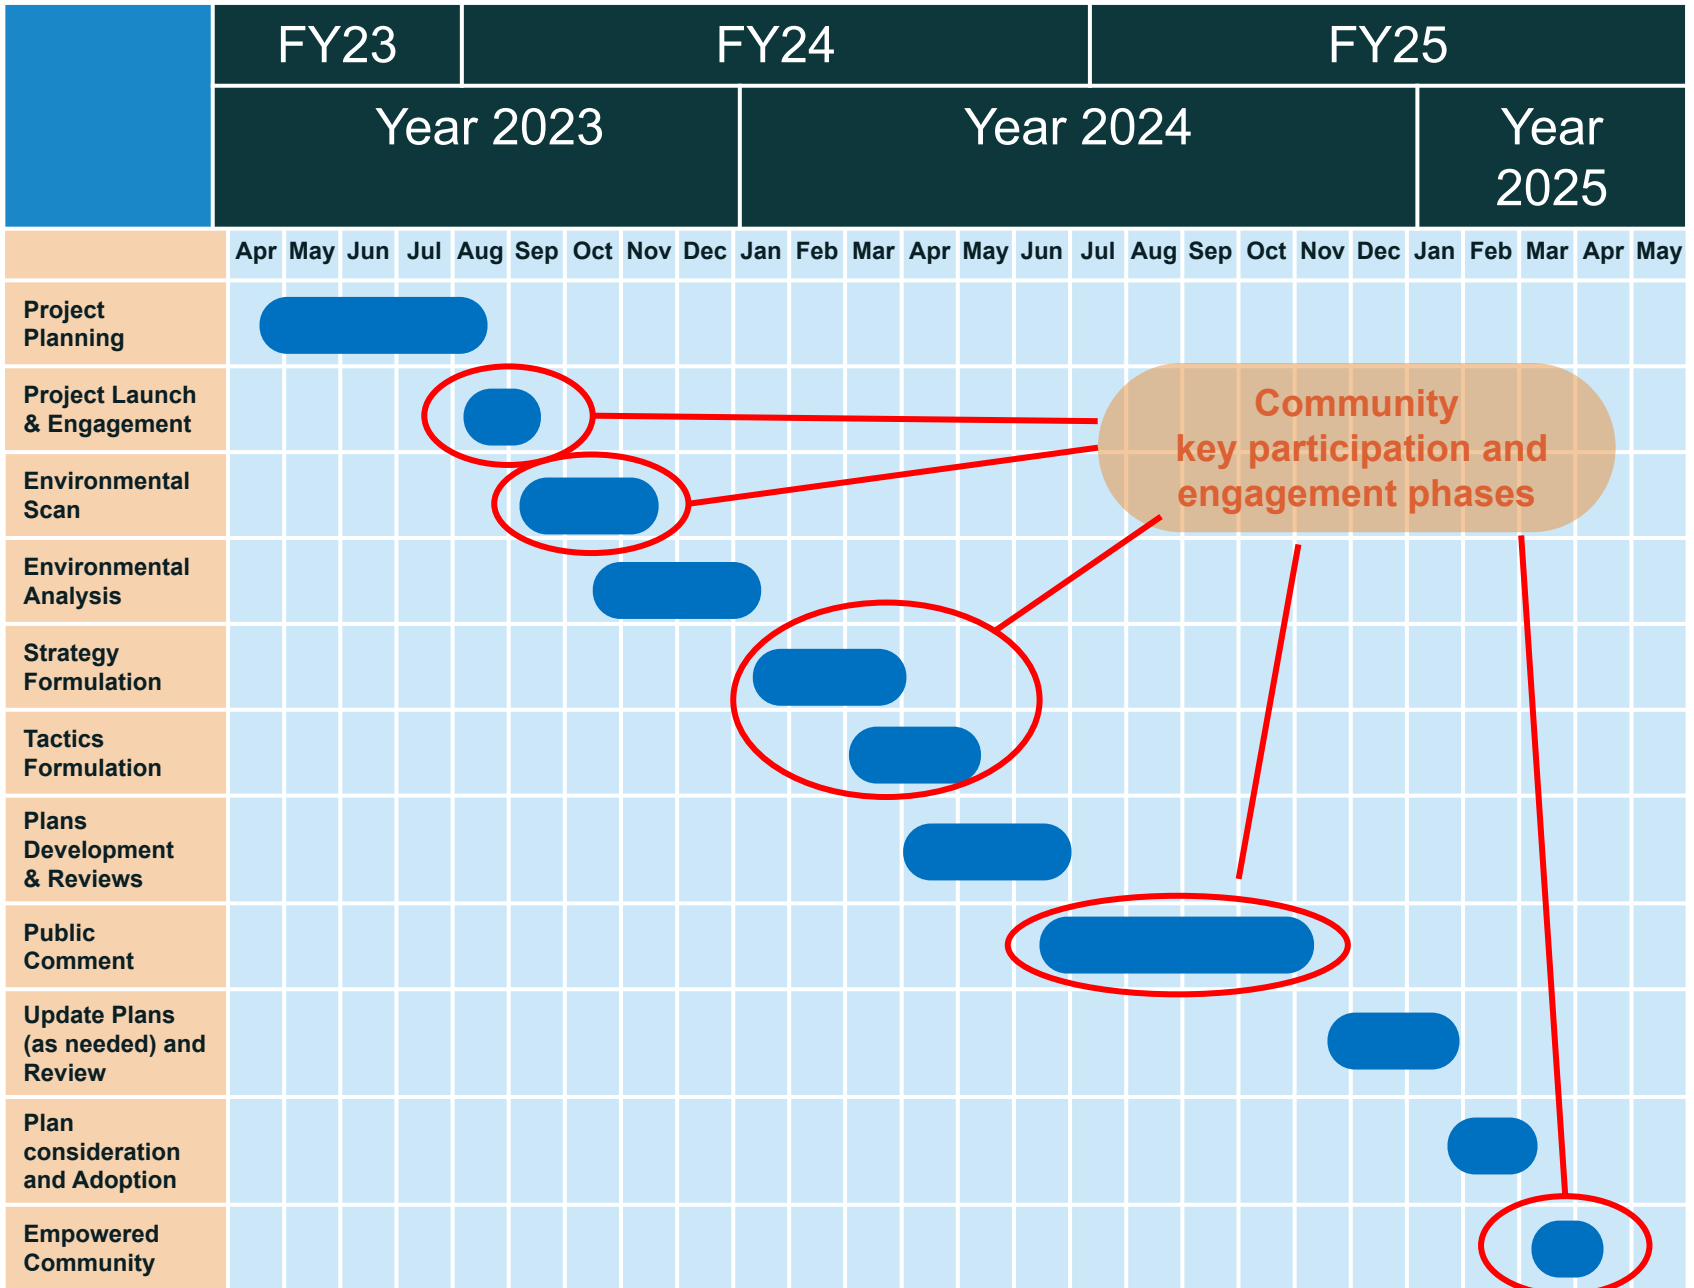 FY23 FY24 FY25
Year 2023 Year 2024 Year
2025
Apr May Jun Jul Aug Sep Oct Nov Dec Jan Feb Mar Apr May Jun Jul Aug Sep Oct Nov Dec Jan Feb Mar Apr May
Project
Planning
Project Launch
& Engagement
Community
key participation and
engagement phases
Environmental
Scan
Environmental
Analysis
Strategy
Formulation
Tactics
Formulation
Plans
Development
& Reviews
Public
Comment
Update Plans
(as needed) and
Review
Plan
consideration
and Adoption
Empowered
Community